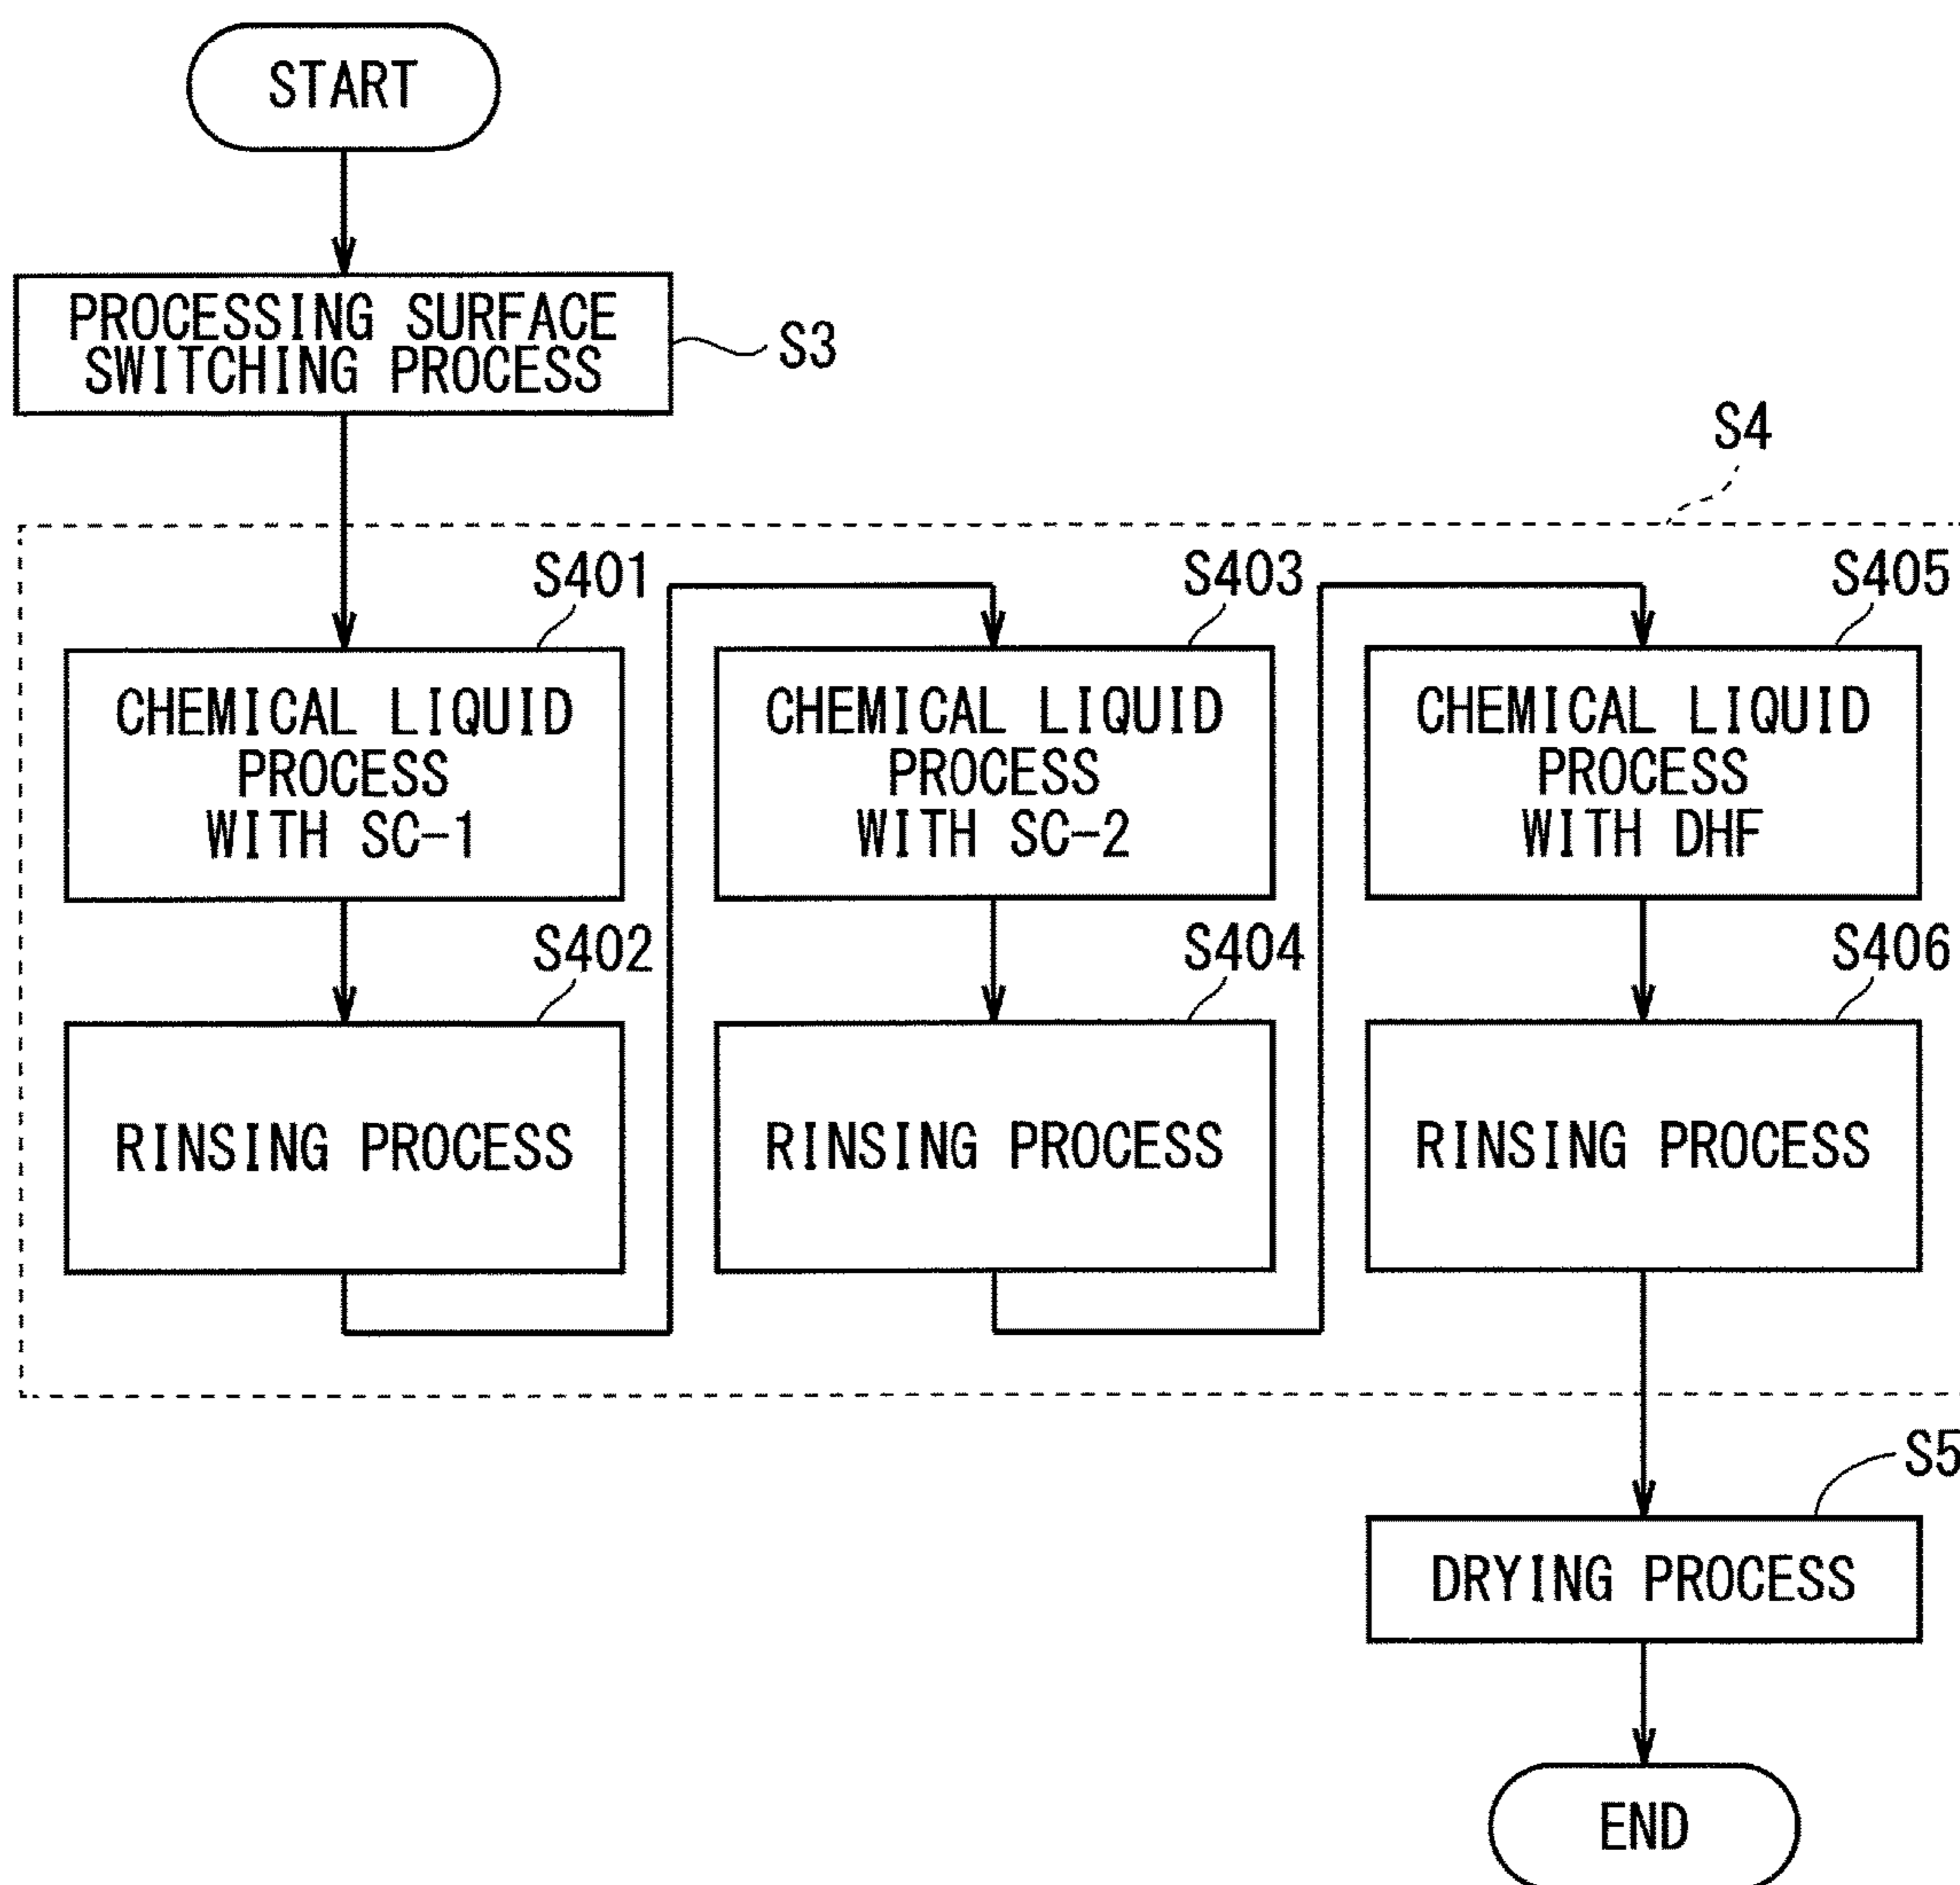 START
PROCESSING SURFACE
SWITCHING PROCESS
S3
S4
S401
CHEMICAL LIQUID
PROCESS
WITH SC-1
S402
RINSING PROCESS
S403
CHEMICAL LIQUID
PROCESS
WITH SC-2
S404
RINSING PROCESS
S405
CHEMICAL LIQUID
PROCESS
WITH DHF
S406
RINSING PROCESS
S5
DRYING PROCESS
END